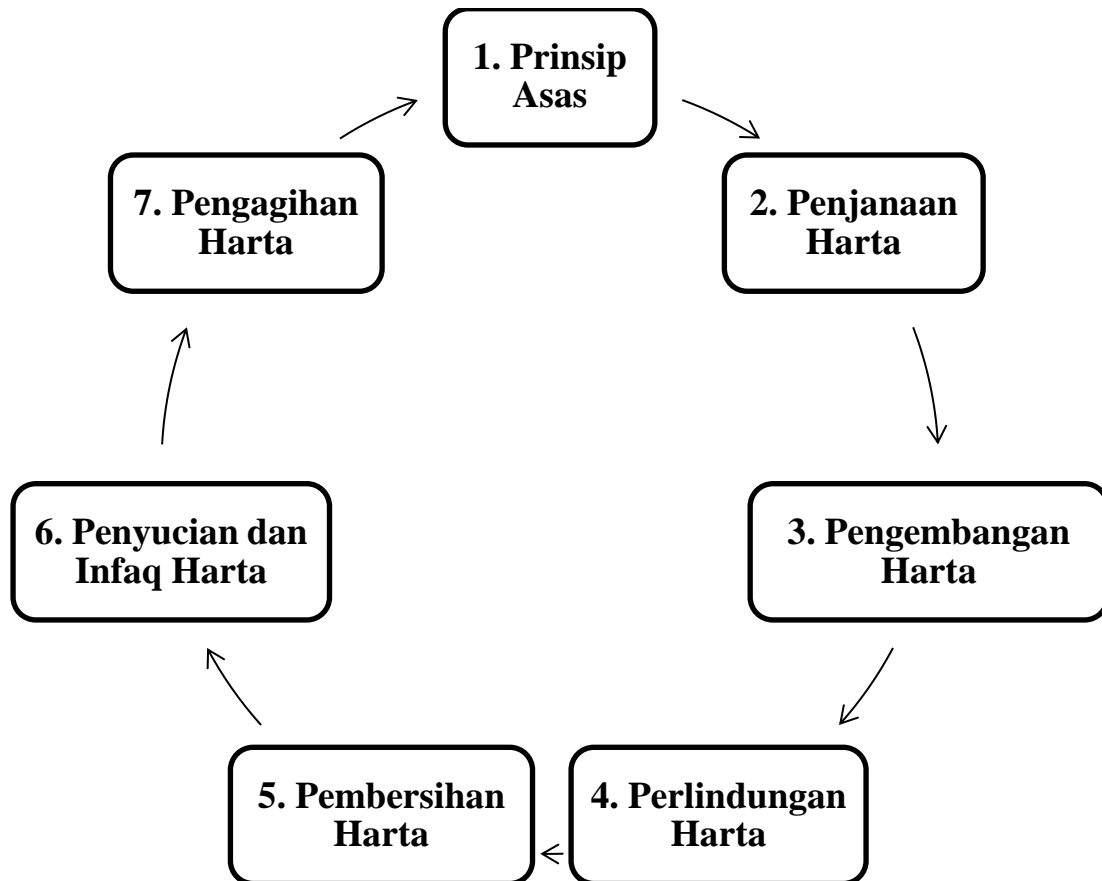 1. Prinsip
Asas
2. Penjanaan
Harta
3. Pengembangan
Harta
4. Perlindungan
Harta
5. Pembersihan
Harta
6. Penyucian dan
Infaq Harta
7. Pengagihan
Harta